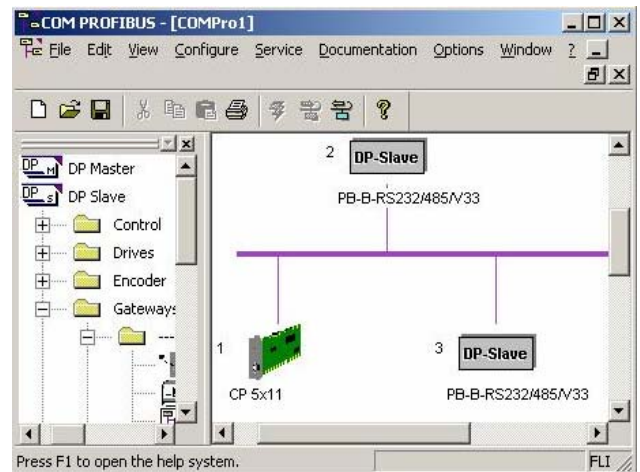 COM PROFIBUS - [COMPro1]
File Edit View Configure Service Documentation Options Window ?
DP M DP Master
DP S DP Slave
Control
Drives
Encoder
Gateways
---
2 DP-Slave
PB-B-RS232/485/V33
1
CP 5x11
3 DP-Slave
PB-B-RS232/485/V33
Press F1 to open the help system.
FLI